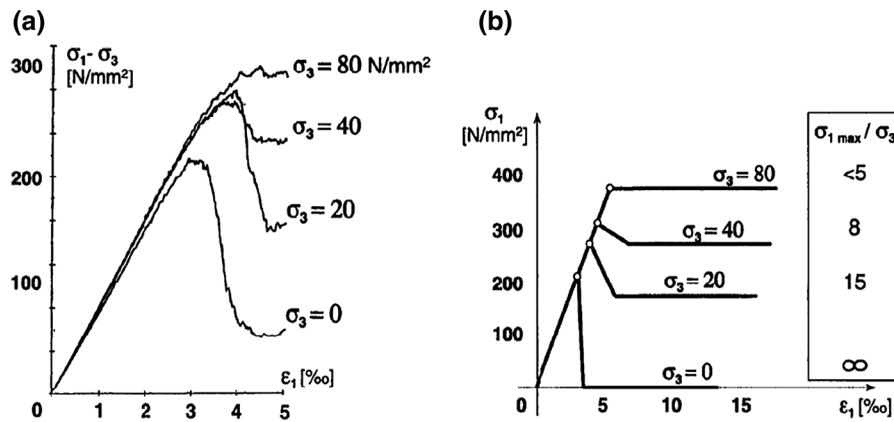 (a)
300
σ1- σ3
[N/mm²]
σ3 = 80 N/mm²
σ3 = 40
200
σ3 = 20
100
σ3 = 0
ε1 [‰]
0
1
2
3
4
5
(b)
σ1
[N/mm²]
σ1 max / σ3
400
σ3 = 80
<5
300
σ3 = 40
8
200
σ3 = 20
15
100
σ3 = 0
∞
0
5
10
15
ε1 [‰]